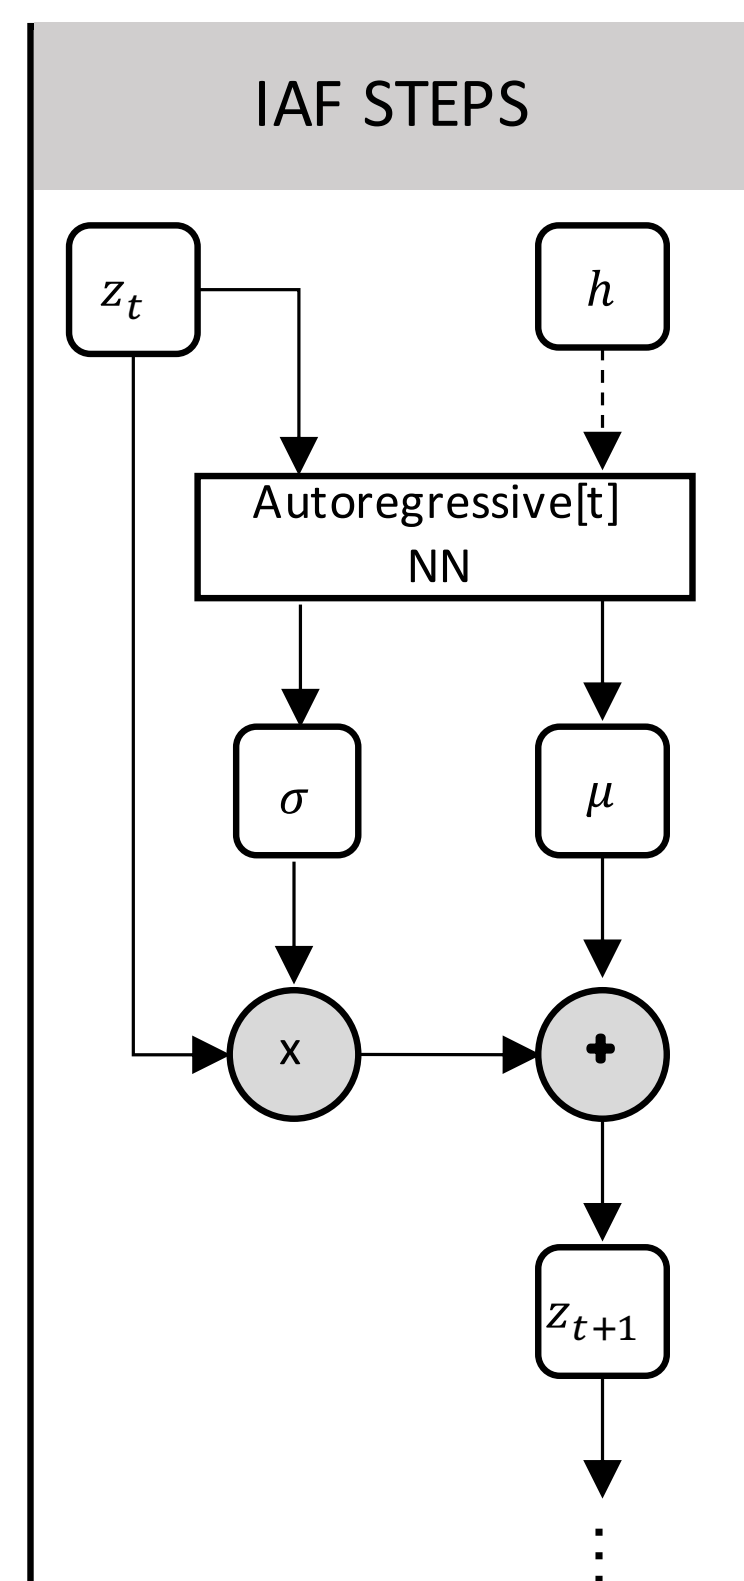 IAF STEPS
z_t
h
Autoregressive[t]
NN
σ
μ
x
+
z_{t+1}
⋮